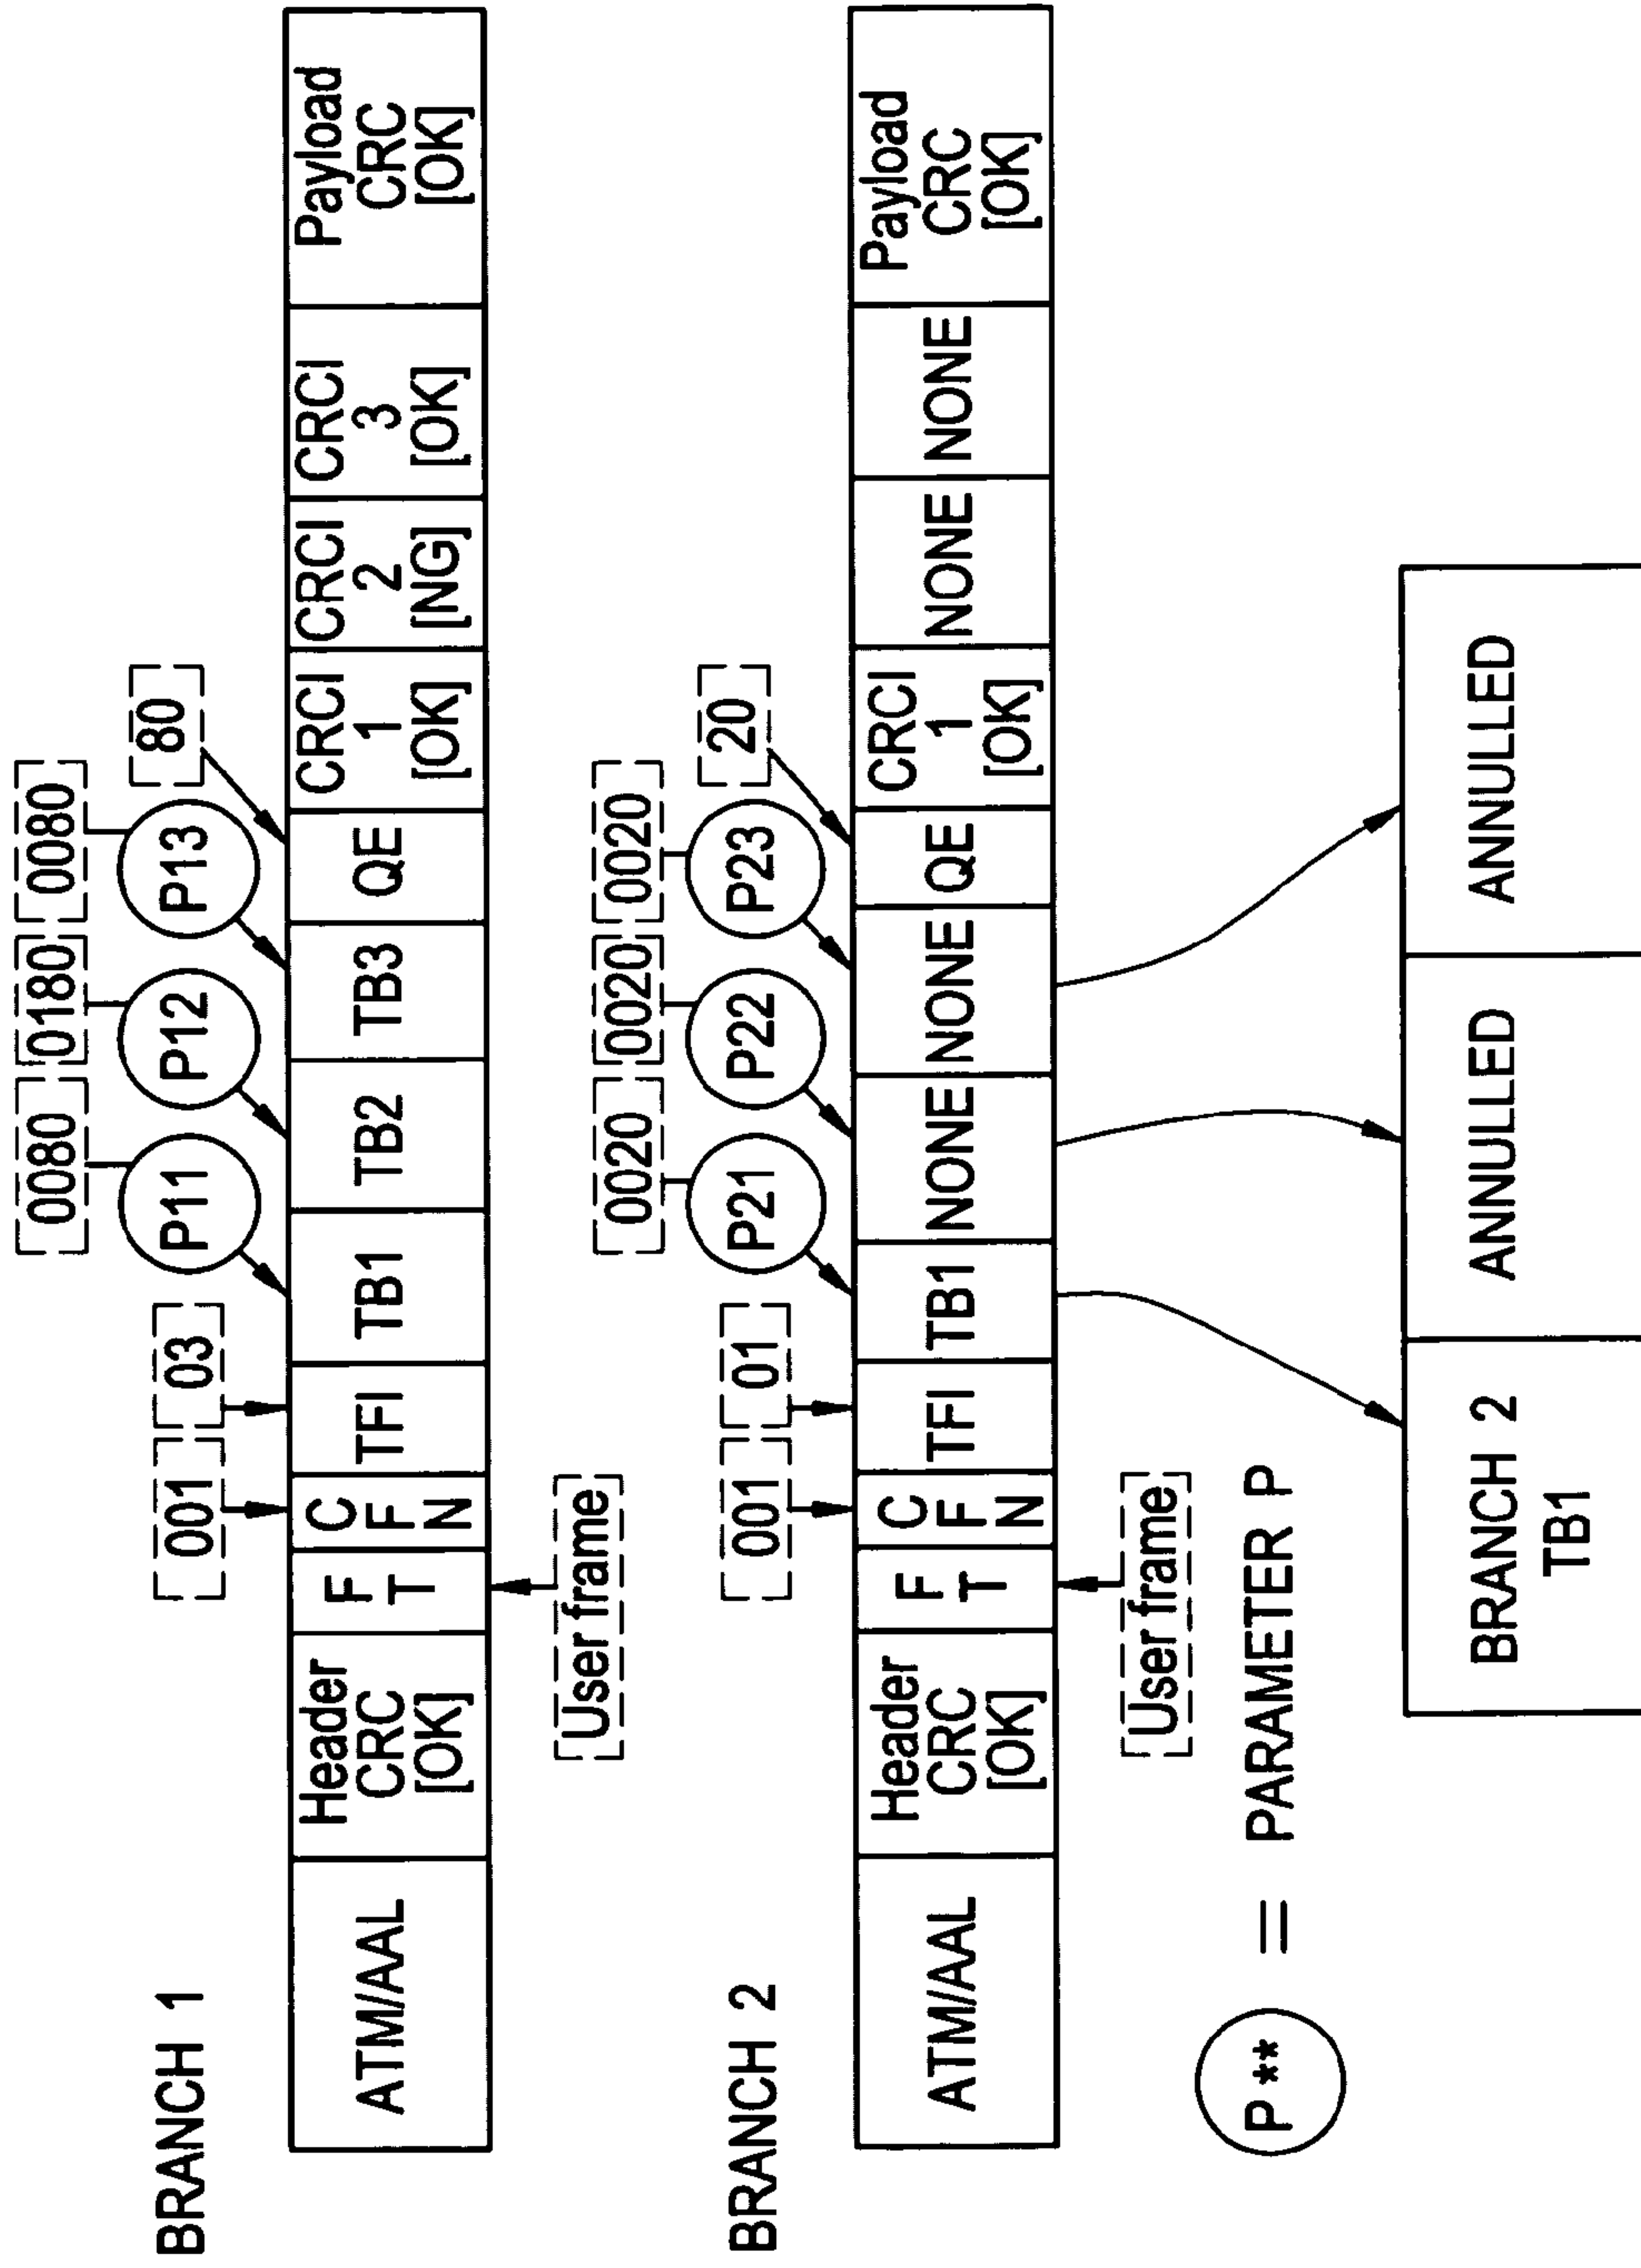 BRANCH 1
0080 0180 0080
001 03 P11 P12 P13 80
ATM/AAL
Header
CRC
[OK]
F
T
C
F
N
TFI
TB1
TB2
TB3
QE
CRCI
1
[OK]
CRCI
2
[NG]
CRCI
3
[OK]
Payload
CRC
[OK]
User frame
BRANCH 2
0020 0020 0020
001 01 P21 P22 P23 20
ATM/AAL
Header
CRC
[OK]
F
T
C
F
N
TFI
TB1
NONE
NONE
QE
CRCI
1
[OK]
NONE
NONE
Payload
CRC
[OK]
User frame
P ** = PARAMETER P
BRANCH 2
TB1
ANNULLED
ANNULLED